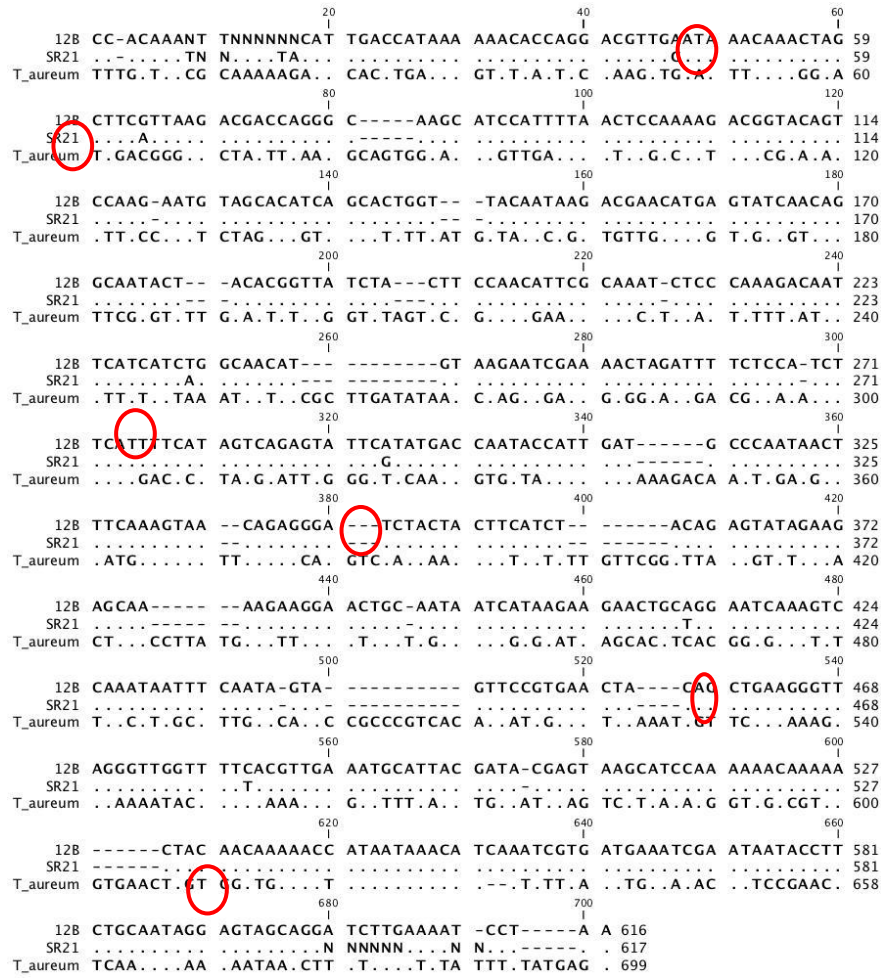 20 40 60
12B CC-ACAAANT TNNNNNNCAT TGACCATAAA AAACACCAGG ACGTTGAATA AACAAACTAG 59
SR21 ..-.....TN N....TA... .......... .......... .......G.. .......... 59
T_aureum TTTG.T..CG CAAAAAGA.. CAC.TGA... GT.T.A.T.C .AAG.TG.A. TT....GG.A 60
80 100 120
12B CTTCGTTAAG ACGACCAGGG C-----AAGC ATCCATTTTA ACTCCAAAAG ACGGTACAGT 114
SR21 ....A..... .......... .-----.... .......... .......... .......... 114
T_aureum T.GACGGG.. CTA.TT.AA. GCAGTGG.A. ..GTTGA... .T..G.C..T ...CG.A.A. 120
140 160 180
12B CCAAG-AATG TAGCACATCA GCACTGGT-- -TACAATAAG ACGAACATGA GTATCAACAG 170
SR21 .....-.... .......... ........-- -......... .......... .......... 170
T_aureum .TT.CC...T CTAG...GT. ...T.TT.AT G.TA..C.G. TGTTG....G T.G..GT... 180
200 220 240
12B GCAATACT-- -ACACGGTTA TCTA---CTT CCAACATTCG CAAAT-CTCC CAAAGACAAT 223
SR21 ........-- -......... ....---... .......... .....-.... .......... 223
T_aureum TTCG.GT.TT G.A.T.T..G GT.TAGT.C. G....GAA.. ...C.T..A. T.TTT.AT.. 240
260 280 300
12B TCATCATCTG GCAACAT--- --------GT AAGAATCGAA AACTAGATTT TCTCCA-TCT 271
SR21 ........A. .......--- --------.. .......... .......... ......-... 271
T_aureum .TT.T..TAA AT..T..CGC TTGATATAA. C.AG..GA.. G.GG.A..GA CG..A..A.. 300
320 340 360
12B TCATTTTCAT AGTCAGAGTA TTCATATGAC CAATACCATT GAT------G CCCAATAACT 325
SR21 .......... .......... ...G...... .......... ...------. .......... 325
T_aureum ....GAC.C. TA.G.ATT.G GG.T.CAA.. GTG.TA.... ...AAAGACA A.T.GA.G.. 360
380 400 420
12B TTCAAAGTAA --CAGAGGGA ---TCTACTA CTTCATCT-- ------ACAG AGTATAGAAG 372
SR21 .......... --........ ---....... ........-- ------.... .......... 372
T_aureum .ATG...... TT.....CA. GTC.A..AA. ...T..T.TT GTTCGG.TTA ..GT.T...A 420
440 460 480
12B AGCAA----- --AAGAAGGA ACTGC-AATA ATCATAAGAA GAACTGCAGG AATCAAAGTC 424
SR21 .....----- --........ .....-.... .......... .......T.. .......... 424
T_aureum CT...CCTTA TG...TT... .T...T.G.. ...G.G.AT. AGCAC.TCAC GG.G...T.T 480
500 520 540
12B CAAATAATTT CAATA-GTA- ---------- GTTCCGTGAA CTA----CAG CTGAAGGGTT 468
SR21 .......... .....-...- ---------- .......... ...----... .......... 468
T_aureum T..C.T.GC. TTG..CA..C CGCCCGTCAC A..AT.G... T..AAAT.GT TC...AAAG. 540
560 580 600
12B AGGGTTGGTT TTCACGTTGA AATGCATTAC GATA-CGAGT AAGCATCCAA AAAACAAAAA 527
SR21 .......... ...T...... .......... ....-..... .......... .......... 527
T_aureum ..AAAATAC. ....AAA... G..TTT.A.. TG..AT..AG TC.T.A.A.G GT.G.CGT.. 600
620 640 660
12B ------CTAC AACAAAAACC ATAATAAACA TCAAATCGTG ATGAAATCGA ATAATACCTT 581
SR21 ------.... .......... .......... .......... .......... .......... 581
T_aureum GTGAACT.GT GG.TG....T .......... ..--.T.TT.A ..TG..A.AC ..TCCGAAC. 658
680 700
12B CTGCAATAGG AGTAGCAGGA TCTTGAAAAT -CCT-----A A 616
SR21 .......... .........N NNNNN....N N...-----. . 617
T_aureum TCAA....AA .AATAA.CTT .T....T.TA TTT.TATGAG . 699